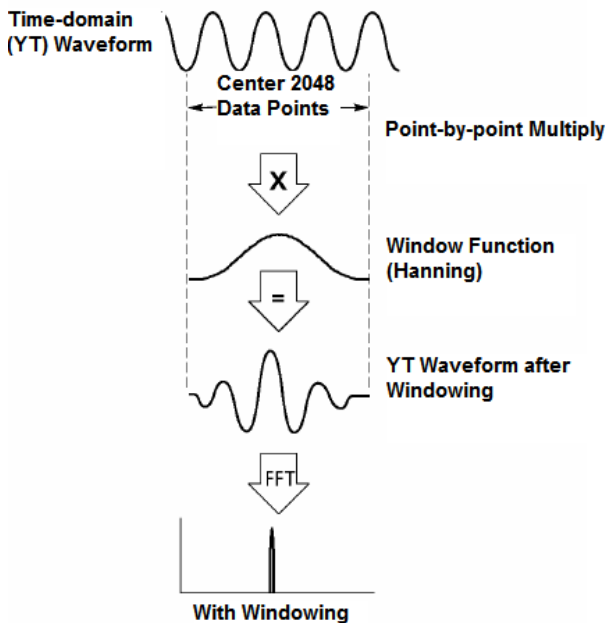 Time-domain
(YT) Waveform
Center 2048
Data Points
Point-by-point Multiply
X
Window Function
(Hanning)
=
YT Waveform after
Windowing
FFT
With Windowing